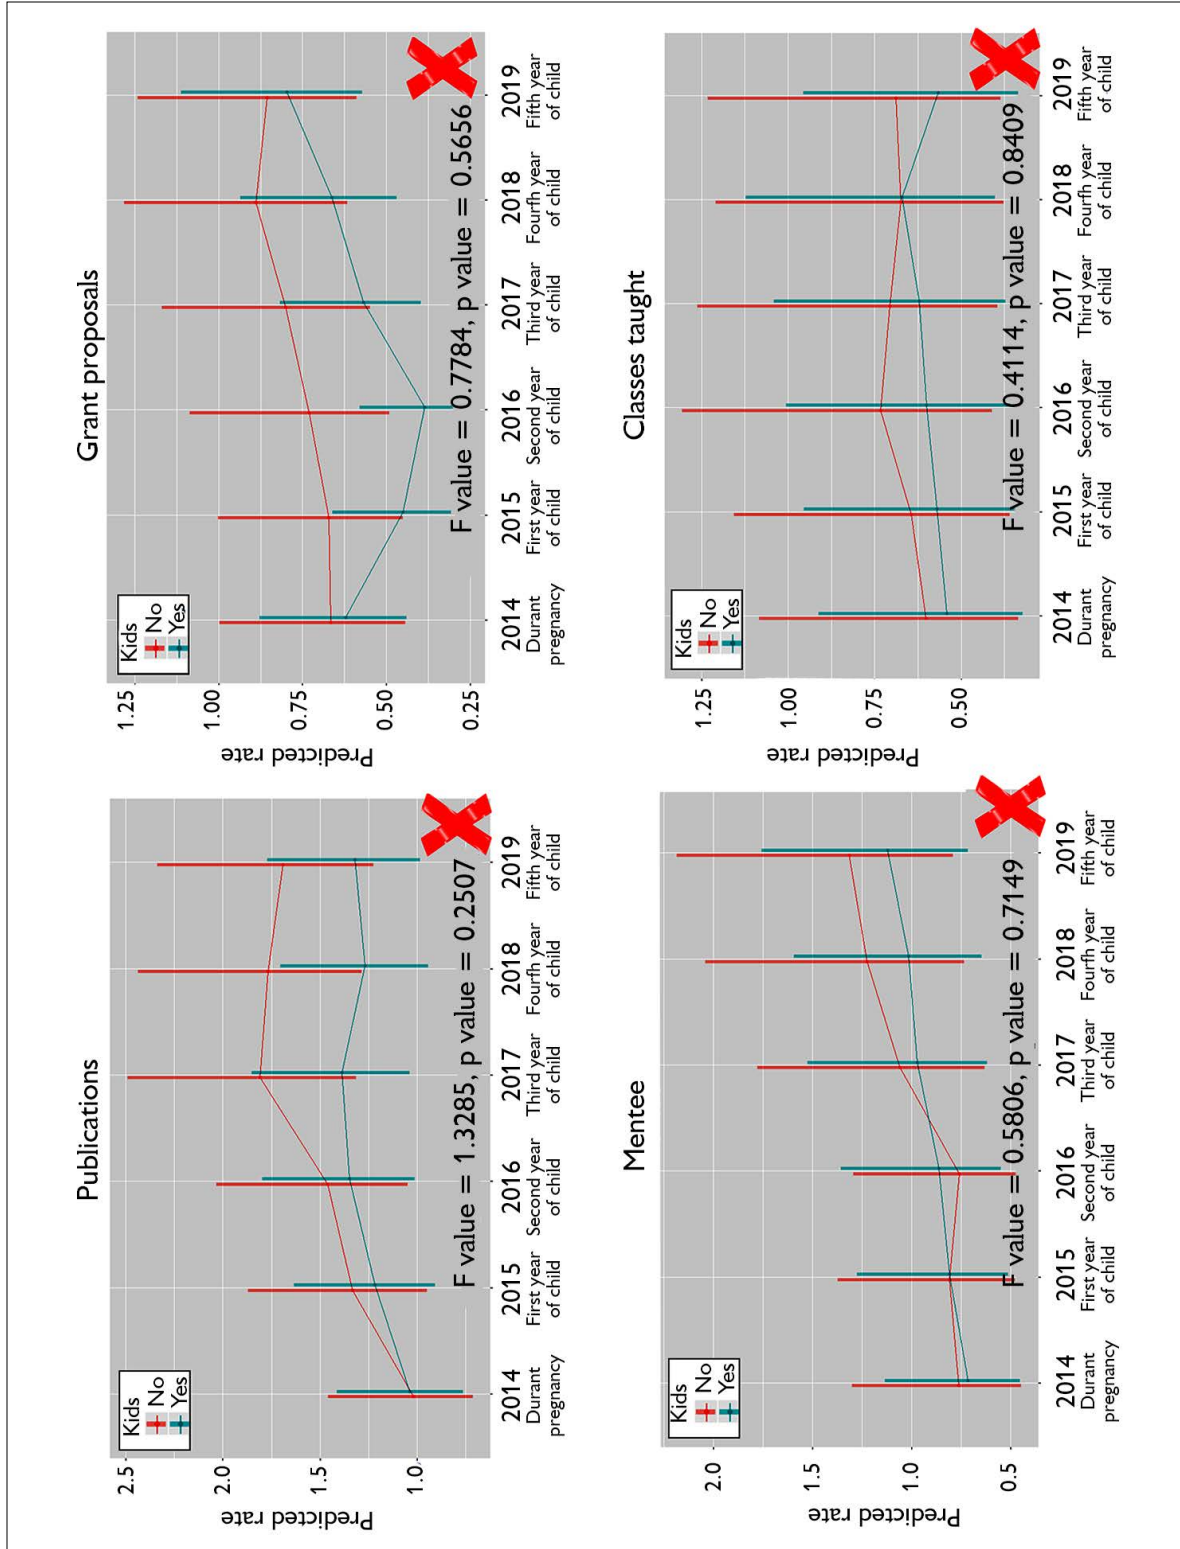 Publications
Kids
No
Yes
2.5
2.0
1.5
1.0
Predicted rate
F value = 1.3285, p value = 0.2507
2014 2015 2016 2017 2018 2019
Durant pregnancy
First year of child
Second year of child
Third year of child
Fourfh year of child
Fifth year of child
Grant proposals
Kids
No
Yes
1.25
1.00
0.75
0.50
0.25
Predicted rate
F value = 0.7784, p value = 0.5656
2014 2015 2016 2017 2018 2019
Durant pregnancy
First year of child
Second year of child
Third year of child
Fourfh year of child
Fifth year of child
Mentee
Kids
No
Yes
2.0
1.5
1.0
0.5
Predicted rate
F value = 0.5806, p value = 0.7149
2014 2015 2016 2017 2018 2019
Durant pregnancy
First year of child
Second year of child
Third year of child
Fourfh year of child
Fifth year of child
Classes taught
Kids
No
Yes
1.25
1.00
0.75
0.50
Predicted rate
F value = 0.4114, p value = 0.8409
2014 2015 2016 2017 2018 2019
Durant pregnancy
First year of child
Second year of child
Third year of child
Fourfh year of child
Fifth year of child